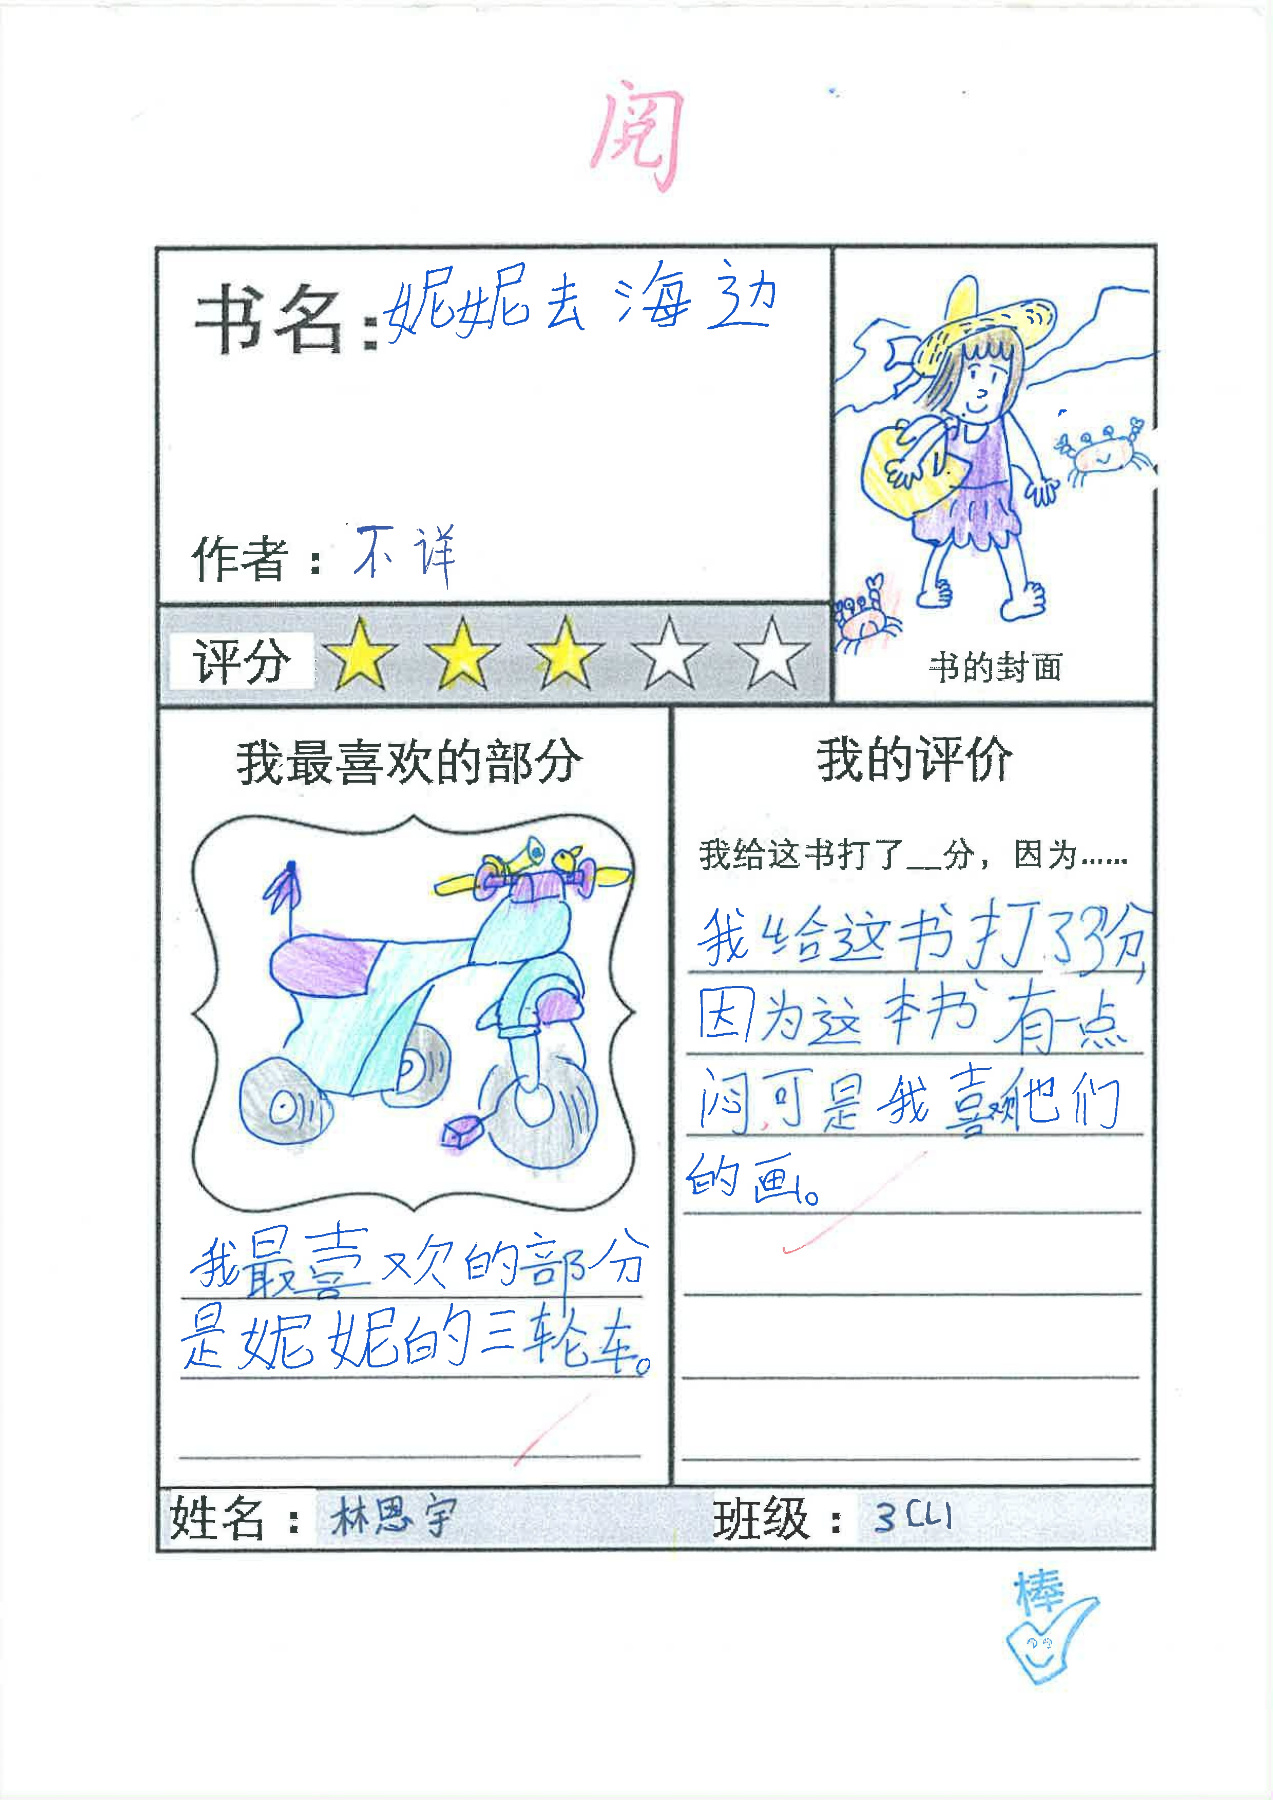 阅
书名：妮妮去海边
作者：不详
评分
书的封面
我最喜欢的部分
我最喜欢的部分
是妮妮的三轮车。
我的评价
我给这书打了__分，因为……
我给这书打了3分，
因为这本书有一点
闷，可是我喜欢他们
的画。
姓名：林恩宇
班级：3CL1
棒